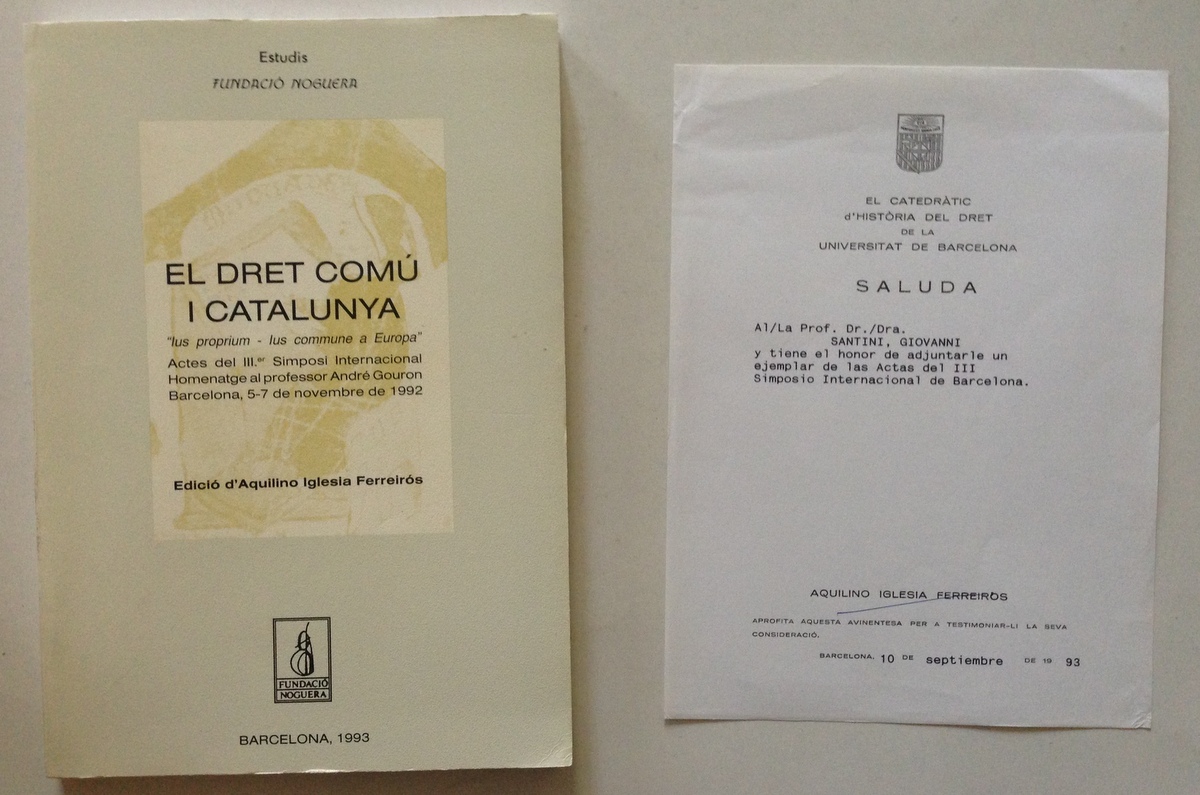 Estudis
FUNDACIÓ NOGUERA
EL DRET COMÚ
I CATALUNYA
"Ius proprium - Ius commune a Europa"
Actes del III.er Simposi Internacional
Homenatge al professor André Gouron
Barcelona, 5-7 de novembre de 1992
Edició d'Aquilino Iglesia Ferreirós
FUNDACIÓ
NOGUERA
BARCELONA, 1993
EL CATEDRÀTIC
d'HISTÒRIA DEL DRET
DE LA
UNIVERSITAT DE BARCELONA
SALUDA
Al/La Prof. Dr./Dra.
SANTINI, GIOVANNI
y tiene el honor de adjuntarle un
ejemplar de las Actas del III
Simposio Internacional de Barcelona.
AQUILINO IGLESIA FERREIRÒS
APROFITA AQUESTA AVINENTESA PER A TESTIMONIAR-LI LA SEVA
CONSIDERACIÓ.
BARCELONA, 10 DE septiembre DE 19 93